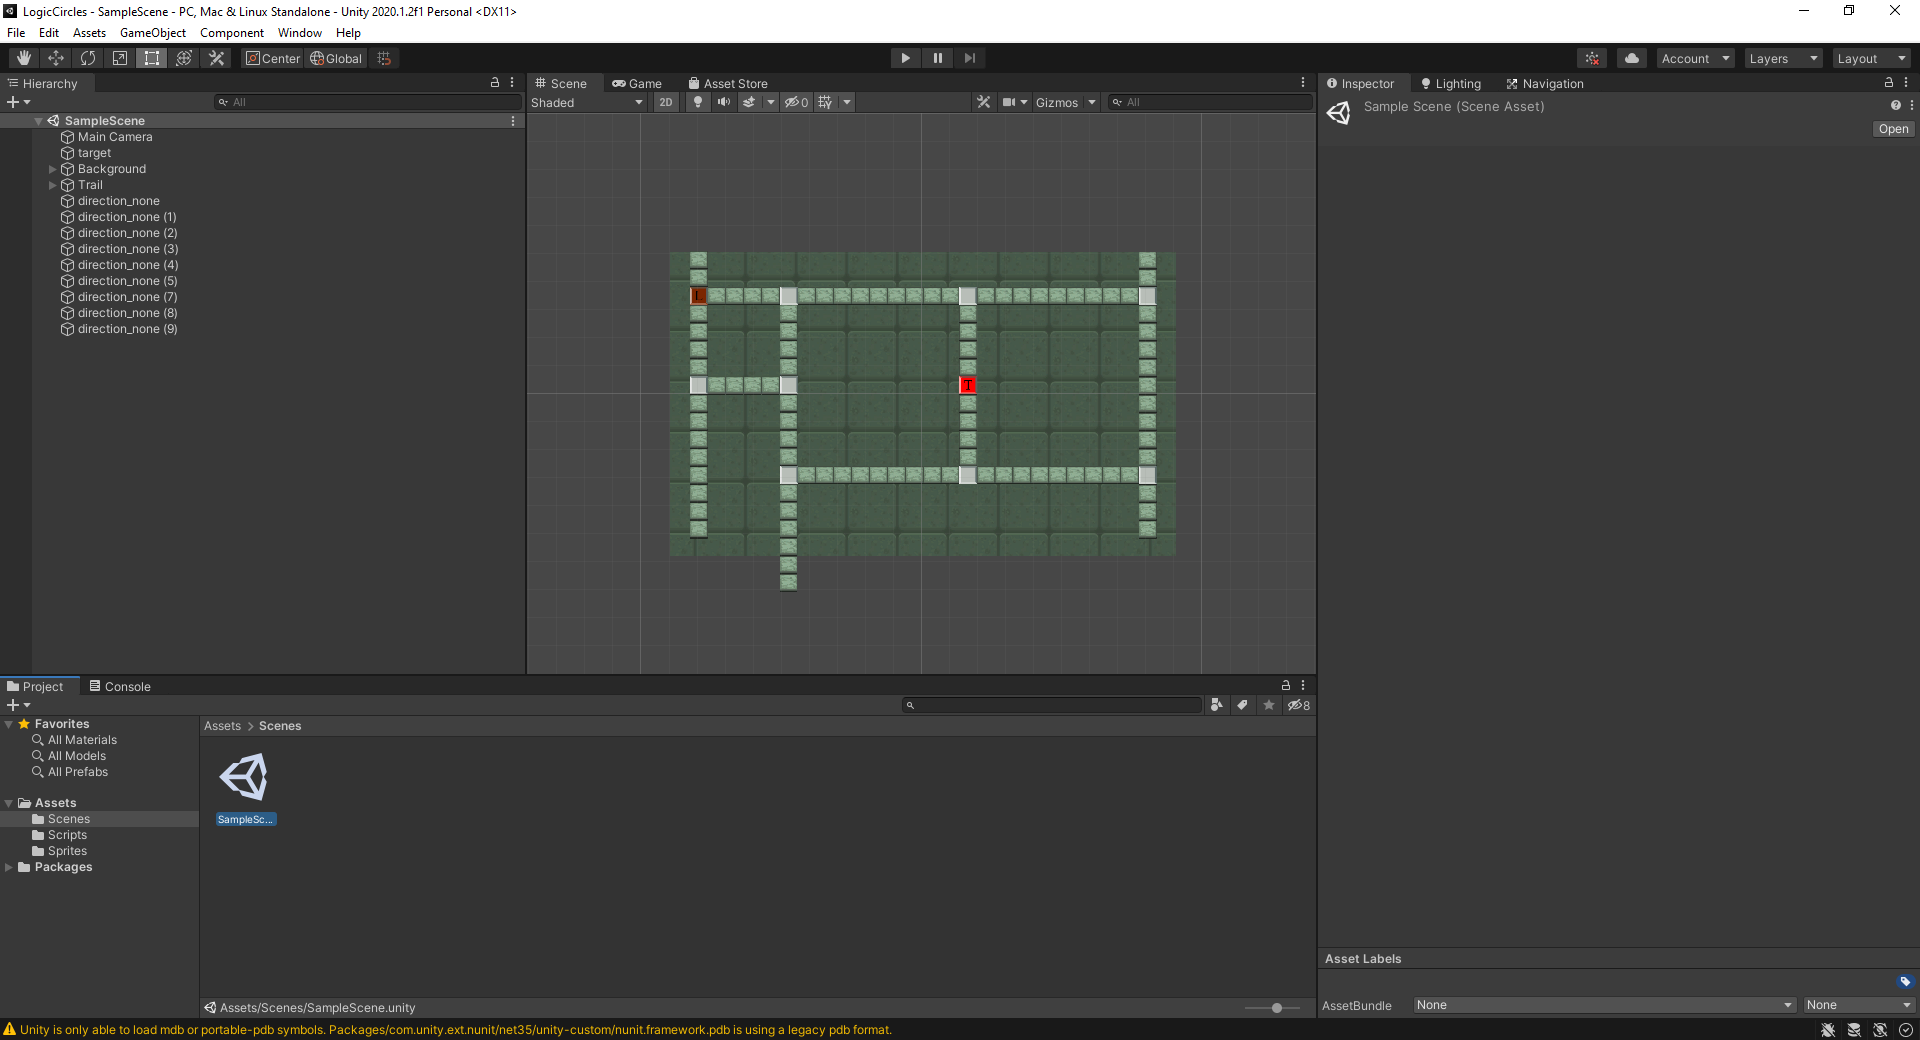 LogicCircles - SampleScene - PC, Mac & Linux Standalone - Unity 2020.1.2f1 Personal <DX11>
File Edit Assets GameObject Component Window Help
Center Global Account Layers Layout
Hierarchy
All
SampleScene
Main Camera
target
Background
Trail
direction_none
direction_none (1)
direction_none (2)
direction_none (3)
direction_none (4)
direction_none (5)
direction_none (7)
direction_none (8)
direction_none (9)
Scene Game Asset Store
Shaded 2D 0 Gizmos All
T
Inspector Lighting Navigation
Sample Scene (Scene Asset)
Open
Project Console
8
Favorites
All Materials
All Models
All Prefabs
Assets
Scenes
Scripts
Sprites
Packages
Assets > Scenes
SampleSc...
Assets/Scenes/SampleScene.unity
Asset Labels
AssetBundle None None
Unity is only able to load mdb or portable-pdb symbols. Packages/com.unity.ext.nunit/net35/unity-custom/nunit.framework.pdb is using a legacy pdb format.